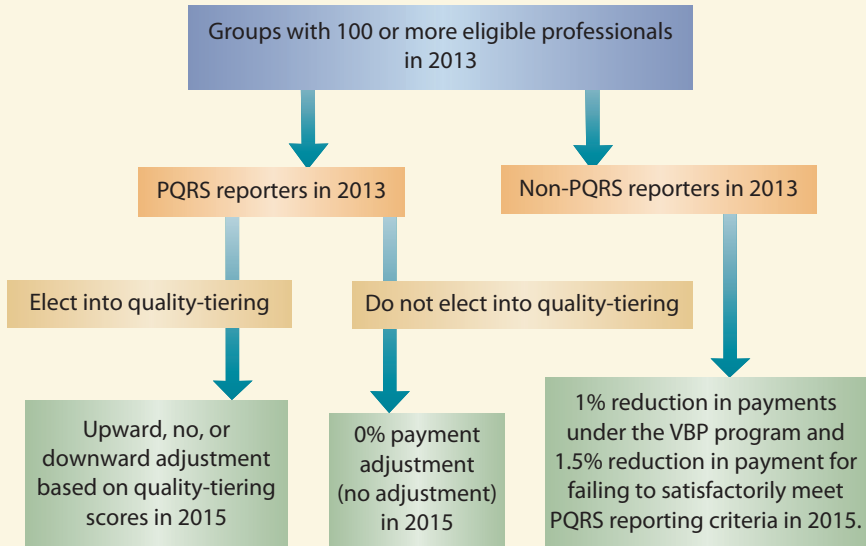 Groups with 100 or more eligible professionals
in 2013
PQRS reporters in 2013
Non-PQRS reporters in 2013
Elect into quality-tiering
Do not elect into quality-tiering
Upward, no, or
downward adjustment
based on quality-tiering
scores in 2015
0% payment
adjustment
(no adjustment)
in 2015
1% reduction in payments
under the VBP program and
1.5% reduction in payment for
failing to satisfactorily meet
PQRS reporting criteria in 2015.